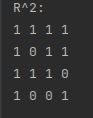 R^2:
1 1 1 1
1 0 1 1
1 1 1 0
1 0 0 1